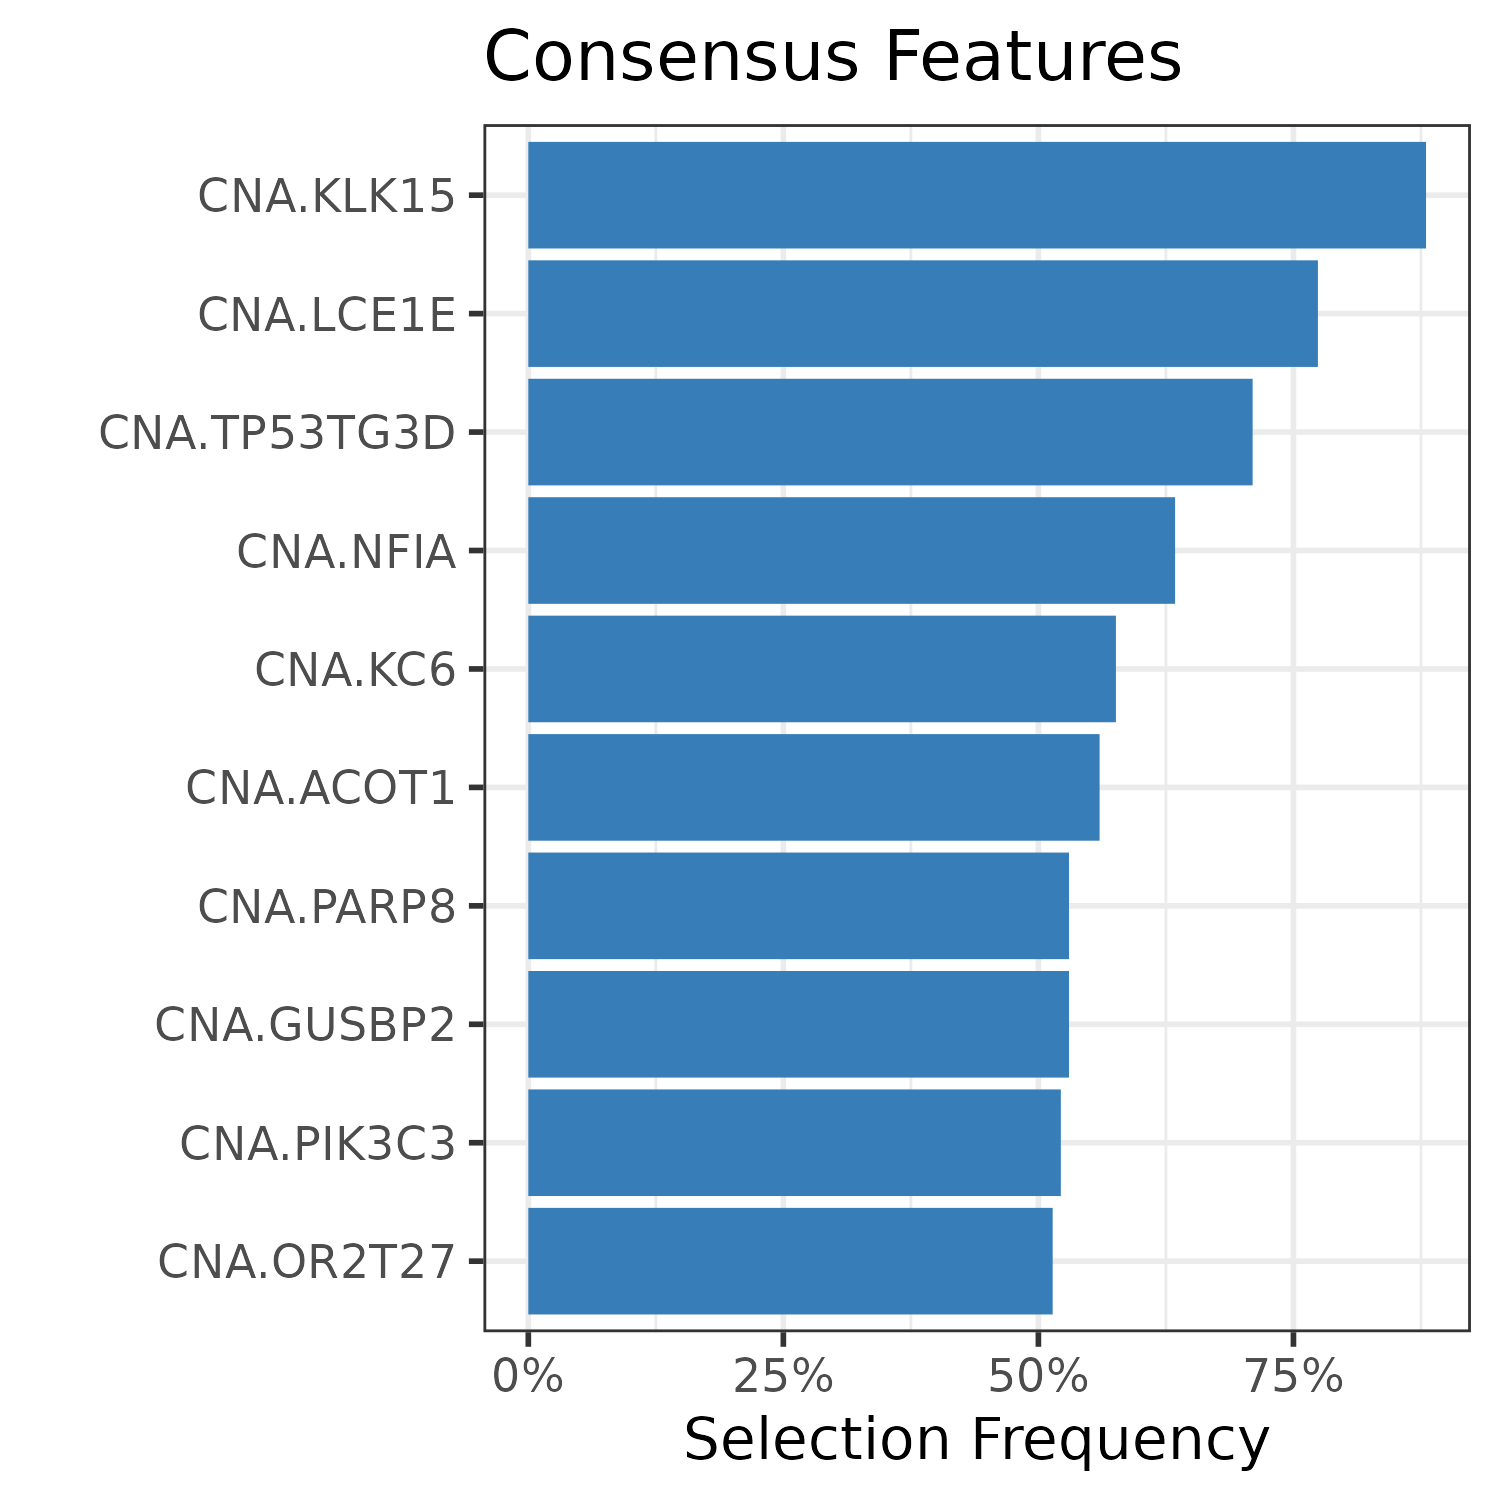 Consensus Features
CNA.KLK15
CNA.LCE1E
CNA.TP53TG3D
CNA.NFIA
CNA.KC6
CNA.ACOT1
CNA.PARP8
CNA.GUSBP2
CNA.PIK3C3
CNA.OR2T27
0% 25% 50% 75%
Selection Frequency